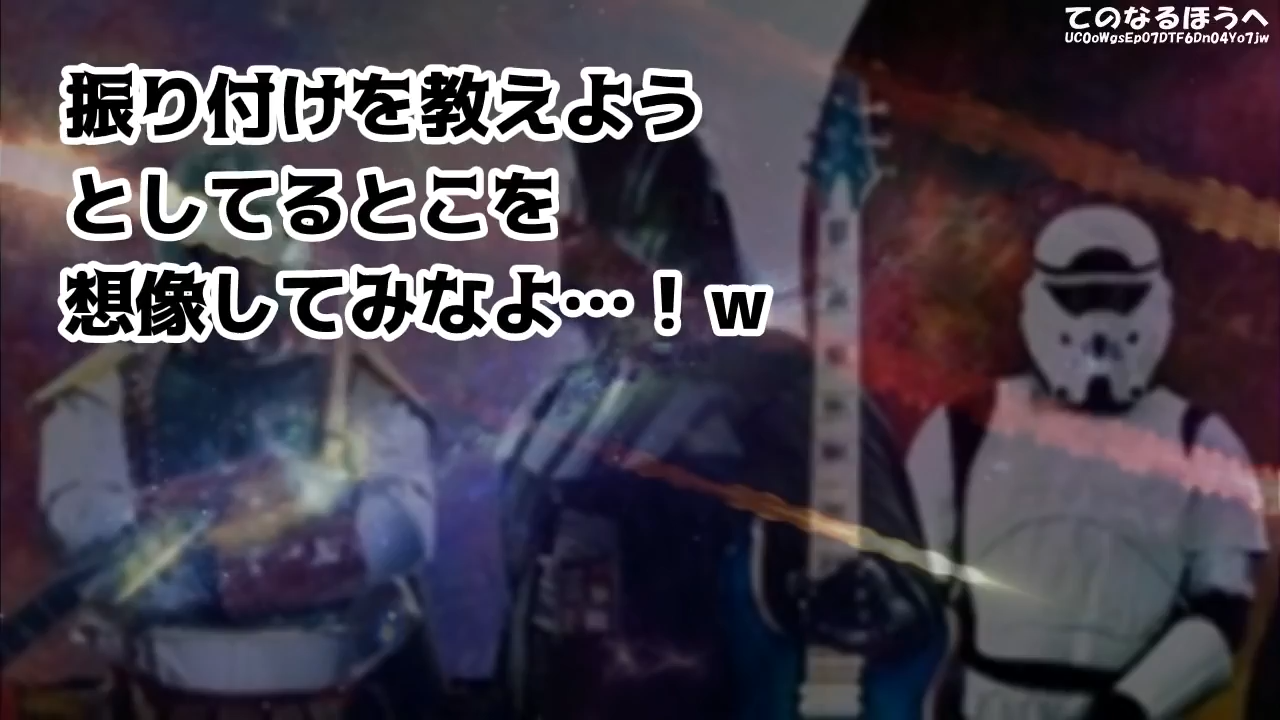 てのなるほうへ
UCOoWgsEpO7DTF6DnO4Yo7jw
振り付けを教えよう
としてるとこを
想像してみなよ…！ｗ